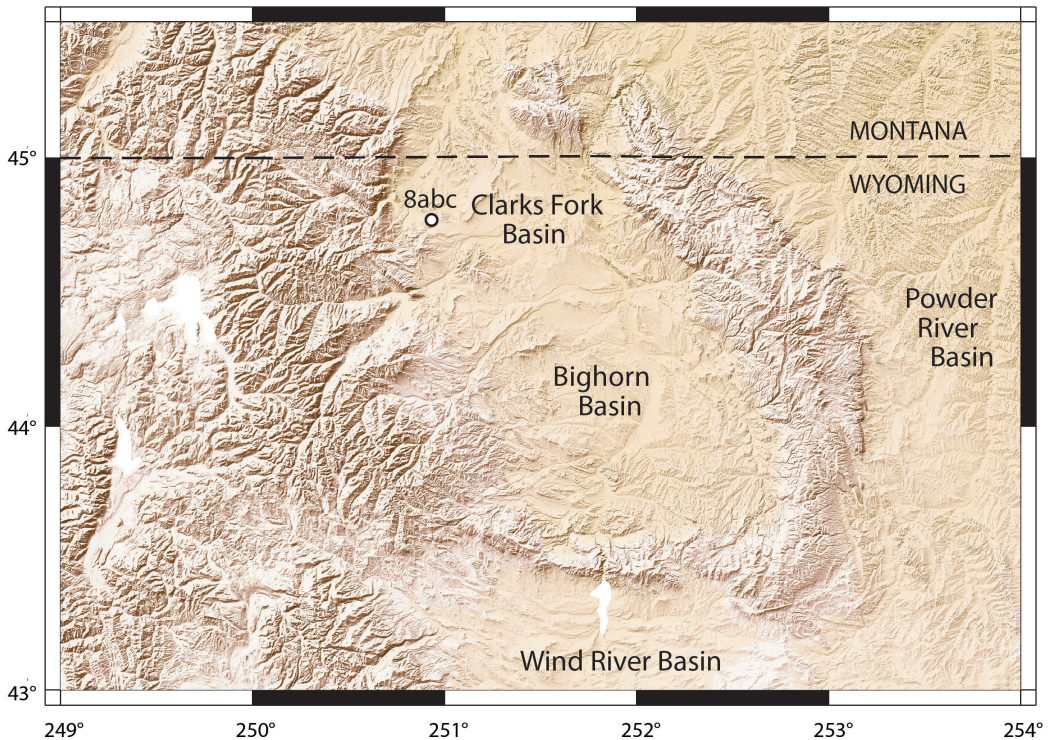 45°
MONTANA
WYOMING
8abc
Clarks Fork
Basin
Powder
River
Basin
Bighorn
Basin
44°
Wind River Basin
43°
249°
250°
251°
252°
253°
254°